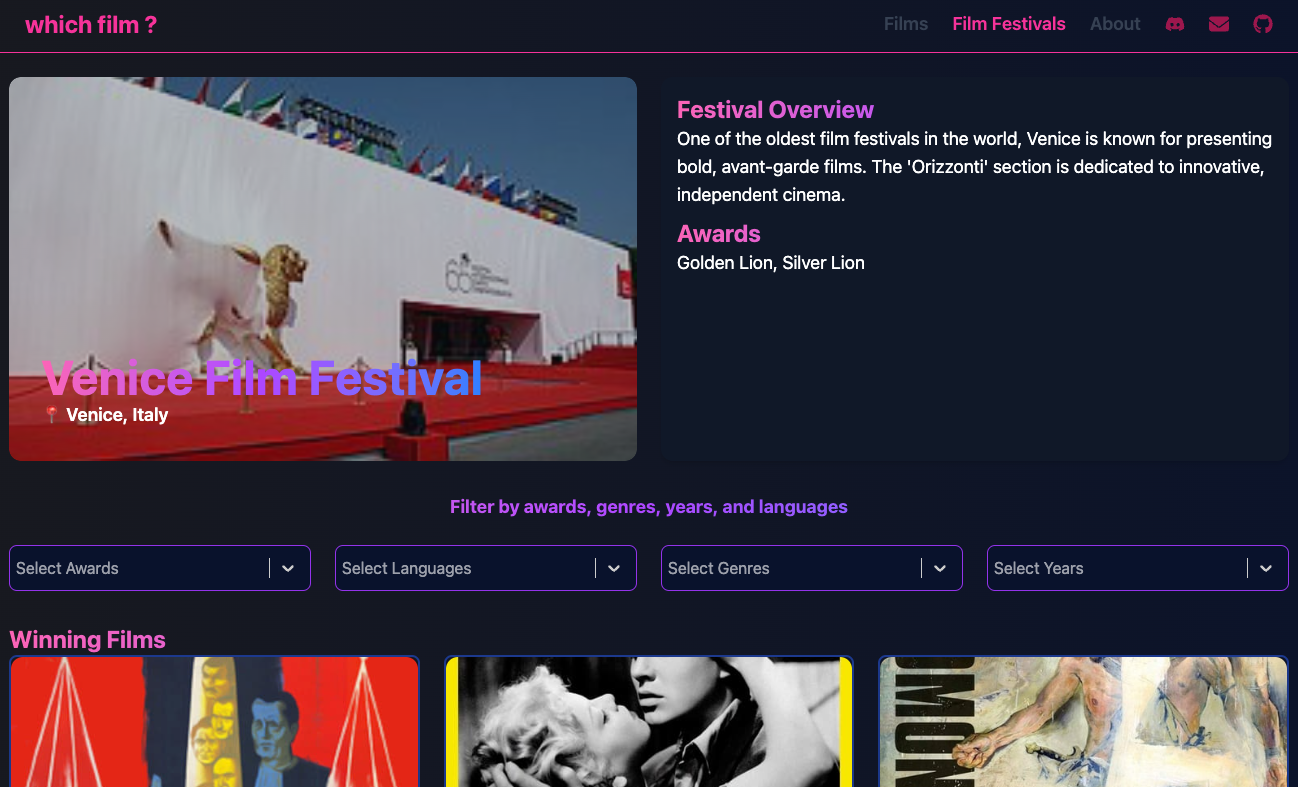 which film ?
Films
Film Festivals
About
66
Venice Film Festival
📍 Venice, Italy
Festival Overview
One of the oldest film festivals in the world, Venice is known for presenting
bold, avant-garde films. The 'Orizzonti' section is dedicated to innovative,
independent cinema.
Awards
Golden Lion, Silver Lion
Filter by awards, genres, years, and languages
Select Awards
Select Languages
Select Genres
Select Years
Winning Films